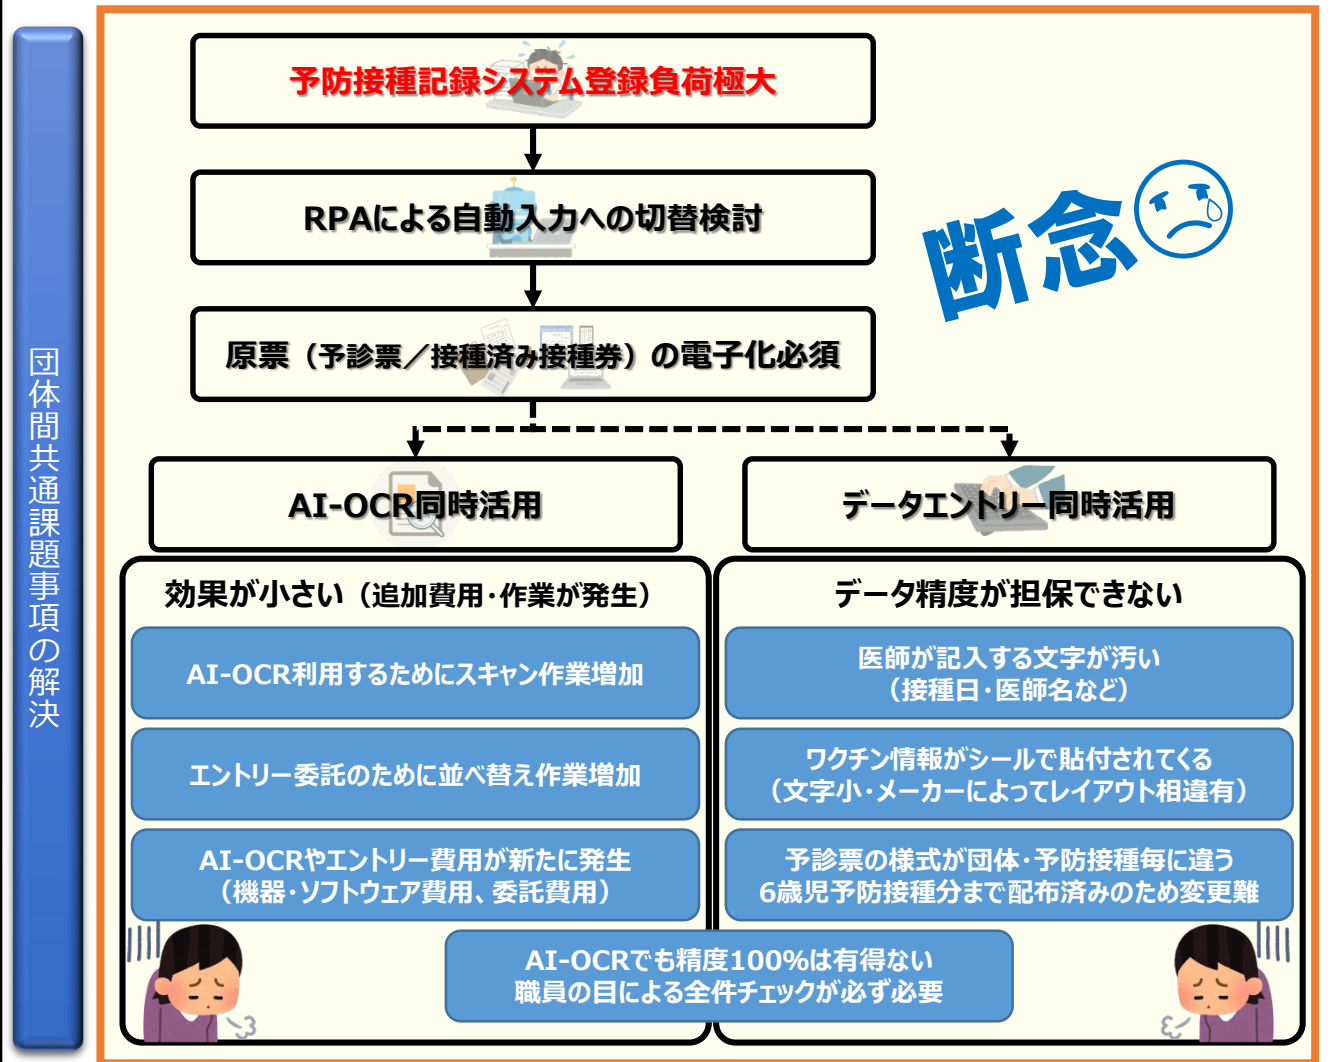 団体間共通課題事項の解決
予防接種記録システム登録負荷極大
RPAによる自動入力への切替検討
断念
原票（予診票／接種済み接種券）の電子化必須
AI-OCR同時活用
データエントリー同時活用
効果が小さい（追加費用・作業が発生）
AI-OCR利用するためにスキャン作業増加
エントリー委託のために並べ替え作業増加
AI-OCRやエントリー費用が新たに発生
（機器・ソフトウェア費用、委託費用）
データ精度が担保できない
医師が記入する文字が汚い
（接種日・医師名など）
ワクチン情報がシールで貼付されてくる
（文字小・メーカーによってレイアウト相違有）
予診票の様式が団体・予防接種毎に違う
6歳児予防接種分まで配布済みのため変更難
AI-OCRでも精度100%は有得ない
職員の目による全件チェックが必ず必要